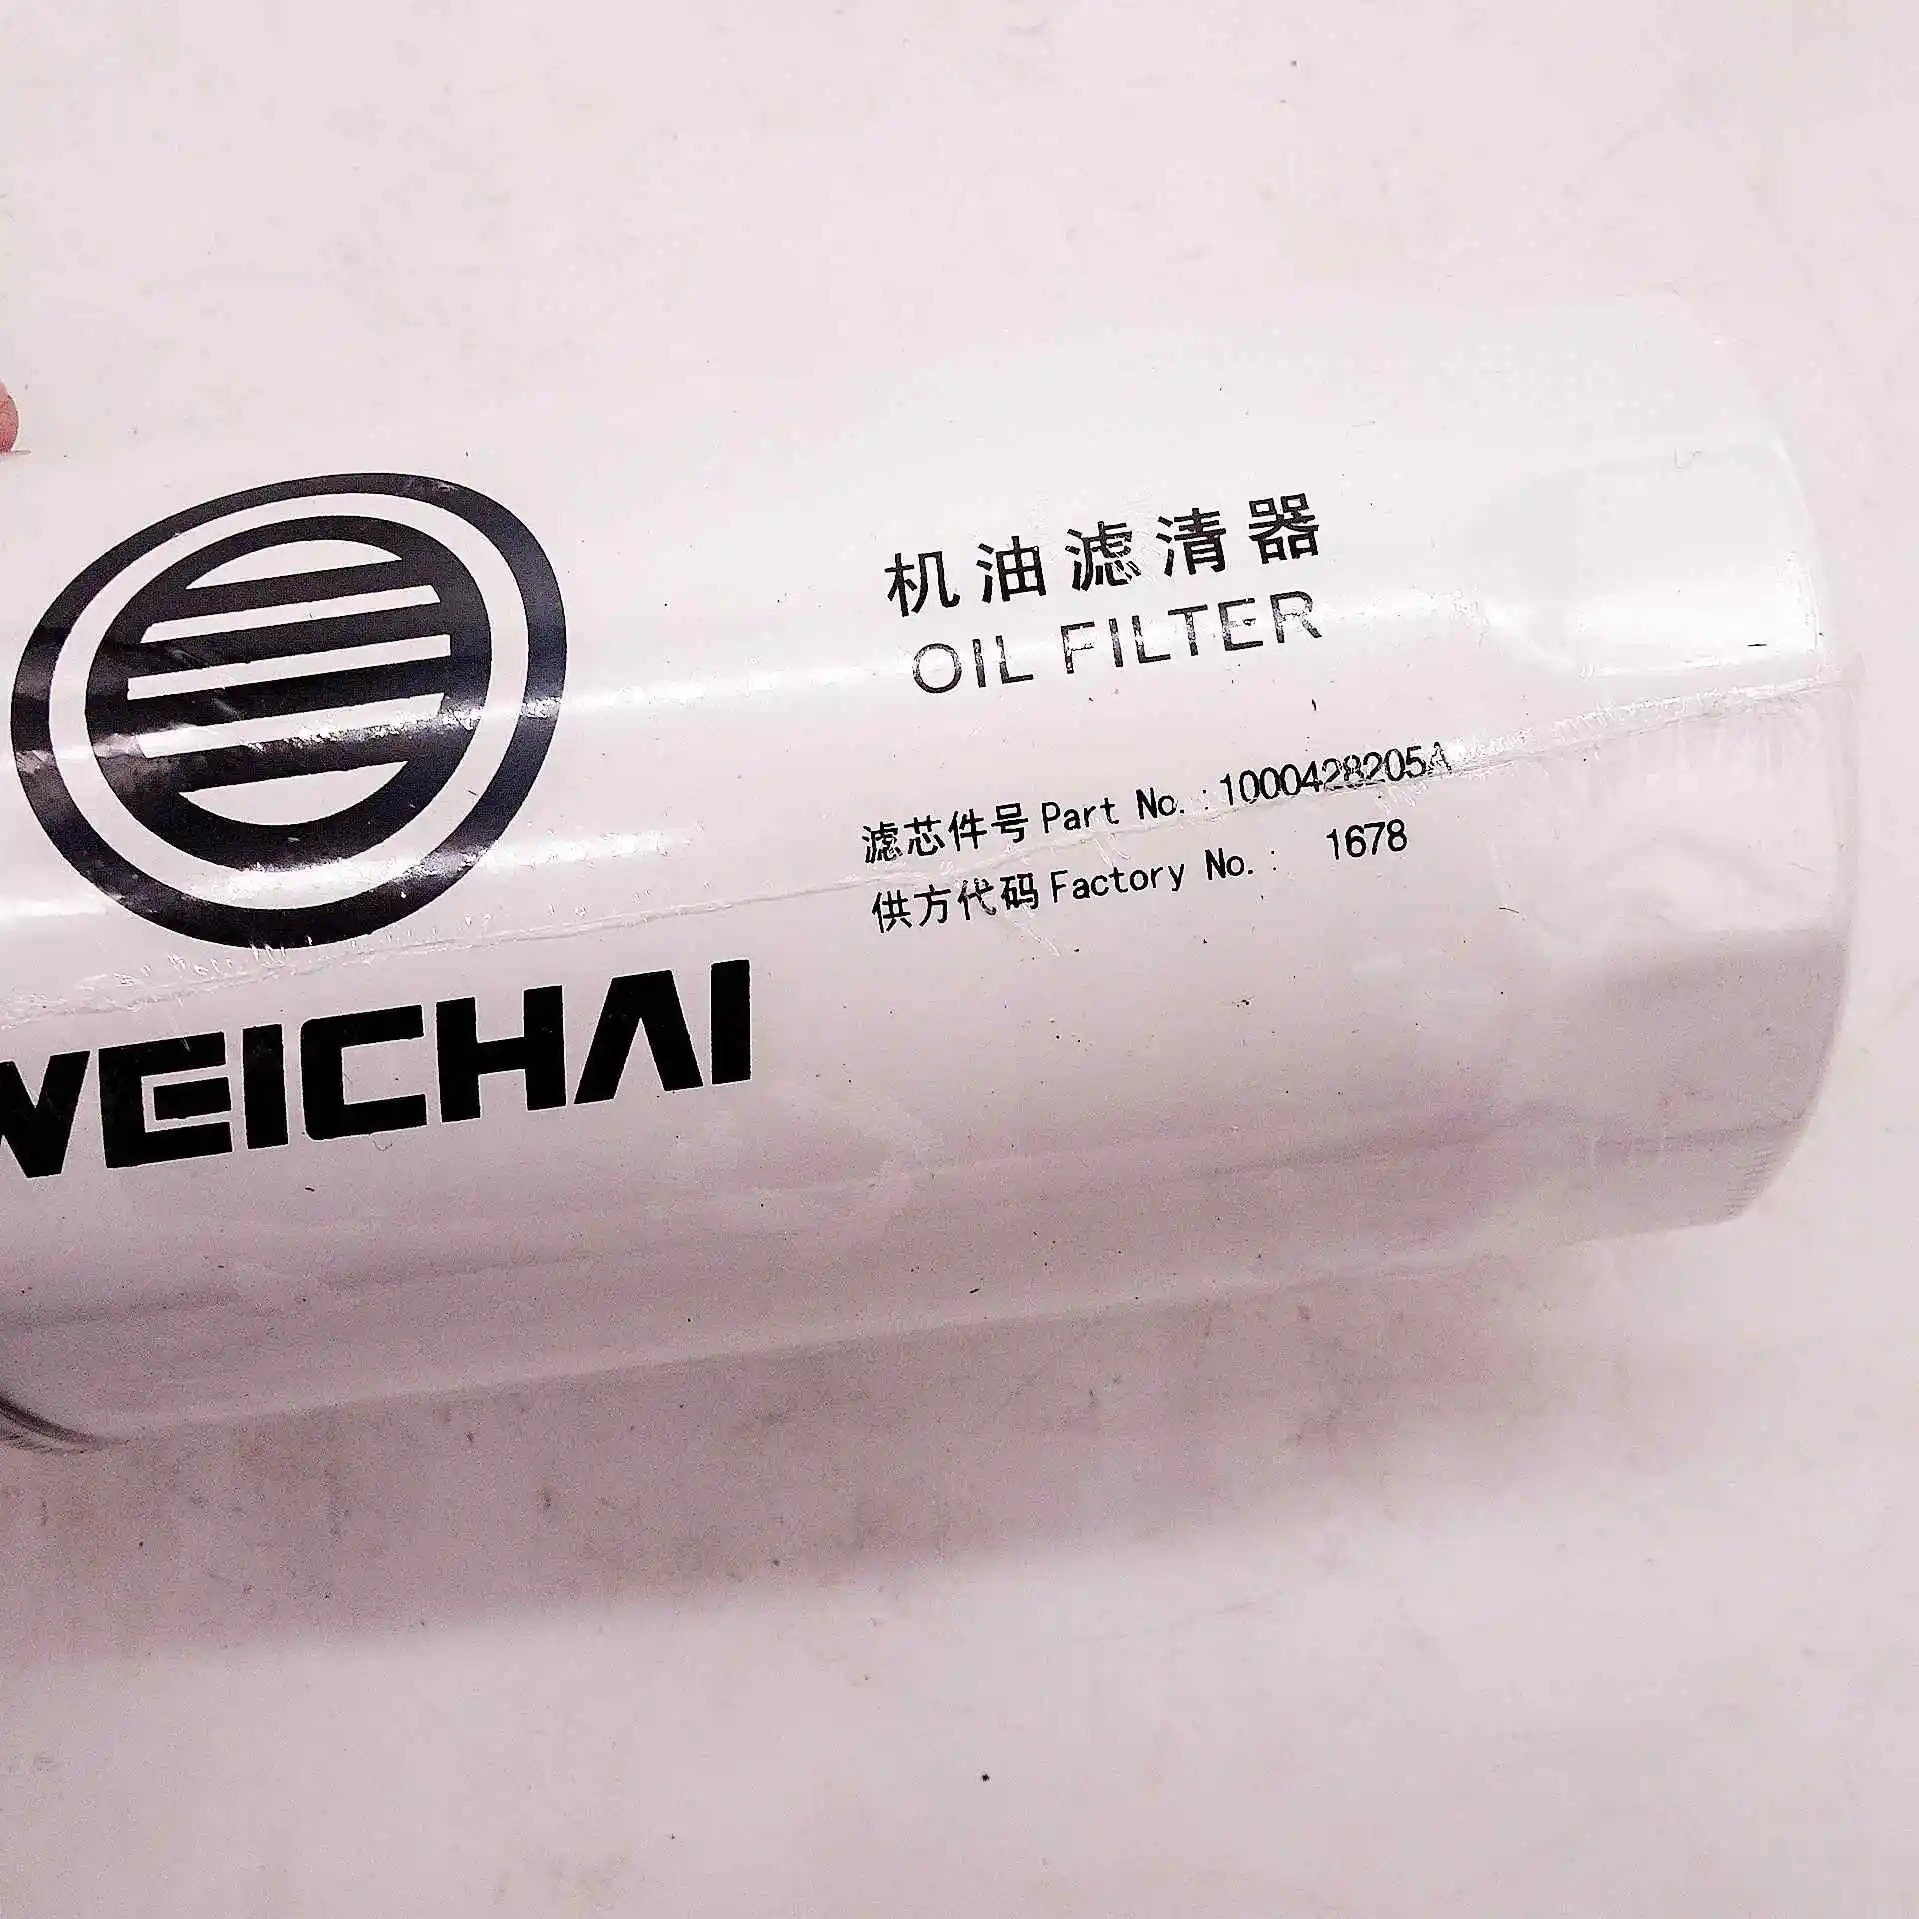 WEICHAI
机油滤清器
OIL FILTER
滤芯件号 Part No.:1000428205A
供方代码 Factory No.: 1678